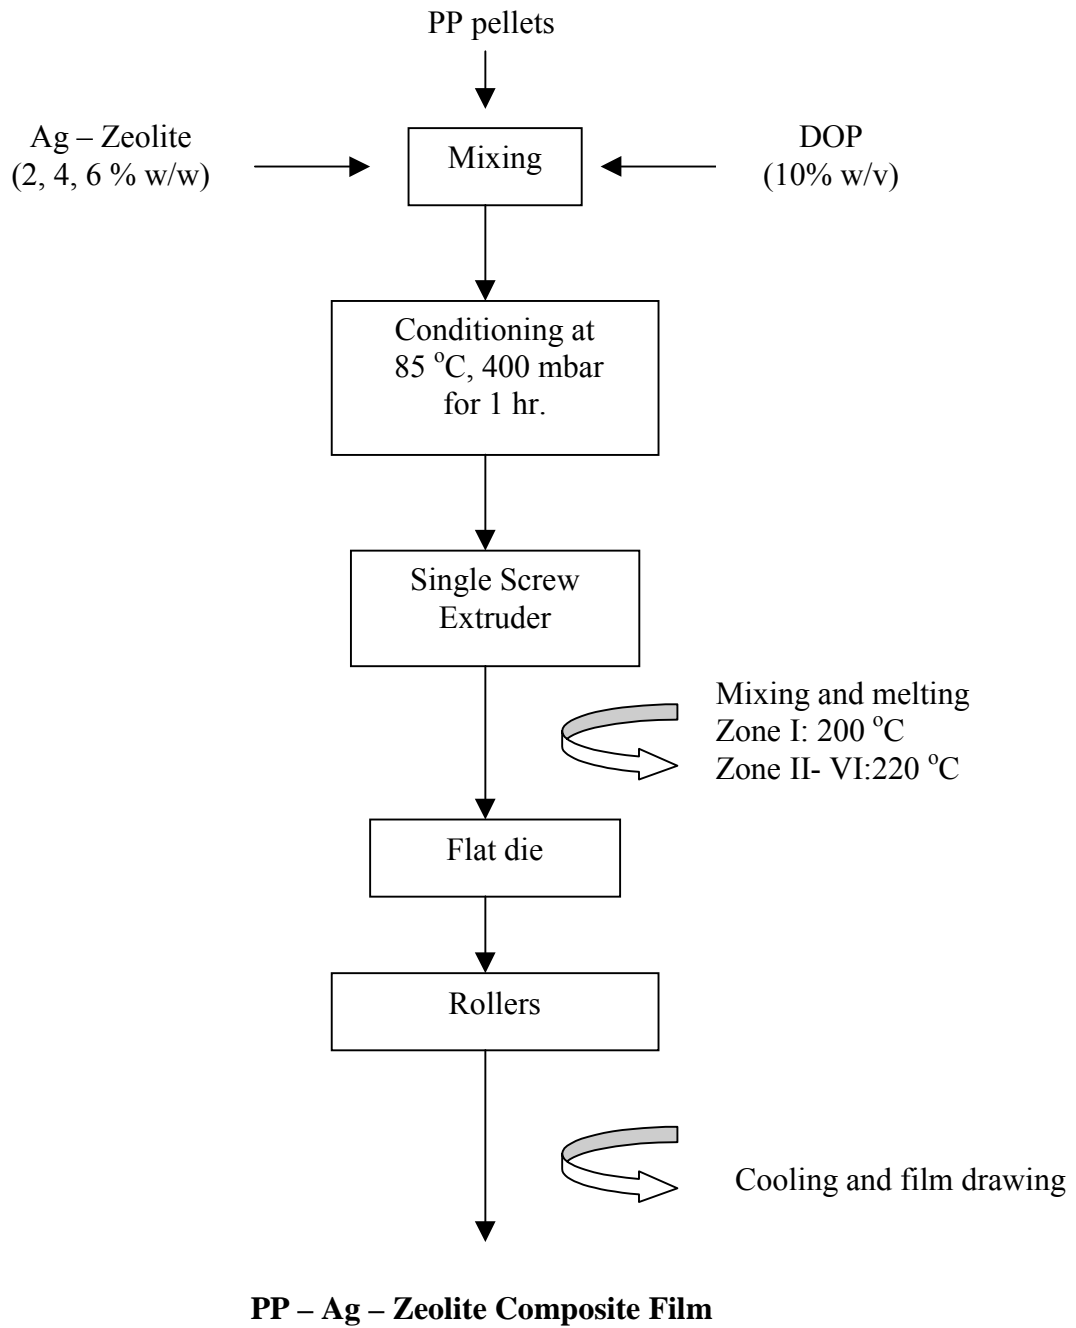 PP pellets
Ag – Zeolite
(2, 4, 6 % w/w)
Mixing
DOP
(10% w/v)
Conditioning at
85 °C, 400 mbar
for 1 hr.
Single Screw
Extruder
Mixing and melting
Zone I: 200 °C
Zone II- VI:220 °C
Flat die
Rollers
Cooling and film drawing
PP – Ag – Zeolite Composite Film